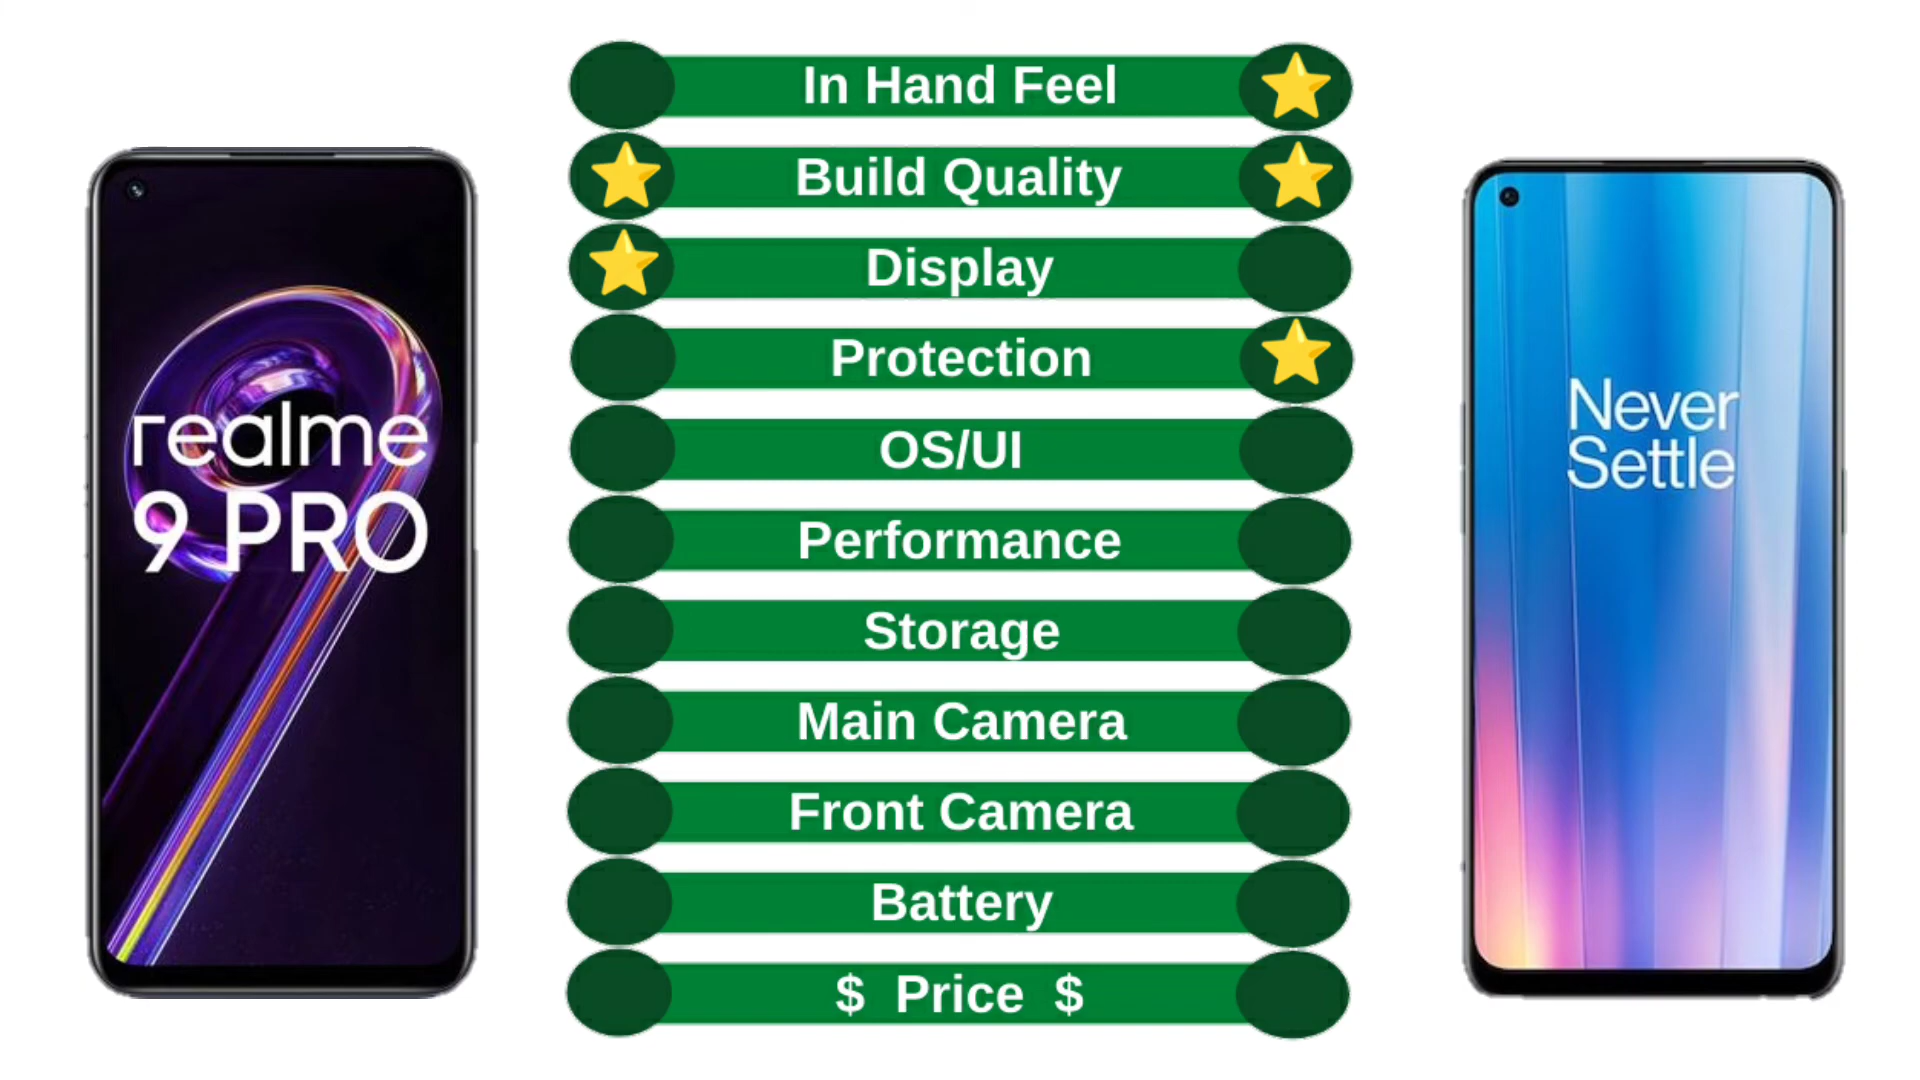 In Hand Feel
Build Quality
Display
Protection
OS/UI
Performance
Storage
Main Camera
Front Camera
Battery
$ Price $
realme
9 PRO
Never
Settle